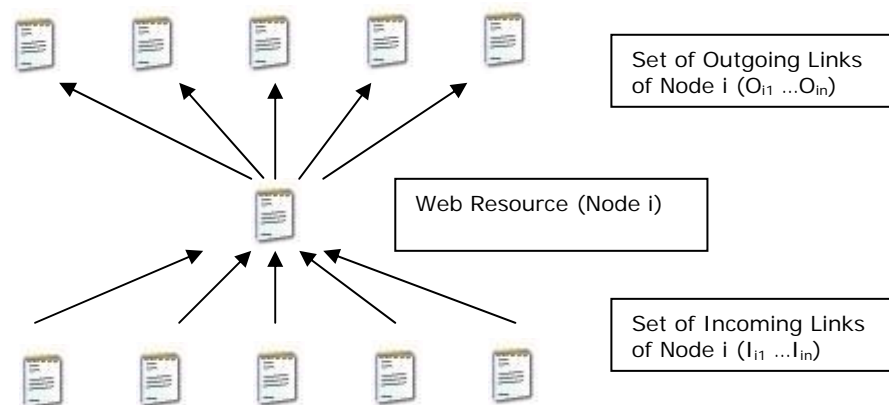 Set of Outgoing Links
of Node i (Oi1 ...Oin)
Web Resource (Node i)
Set of Incoming Links
of Node i (Ii1 ...Iin)